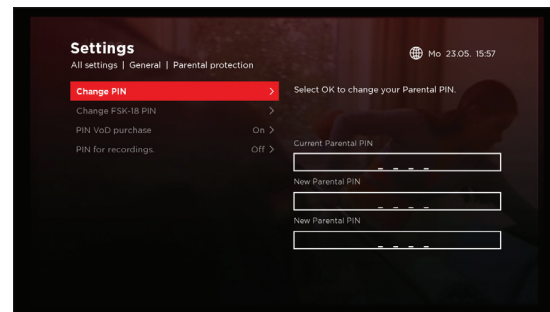 Settings
Mo 23.05. 15:57
All settings | General | Parental protection
Change PIN >
Select OK to change your Parental PIN.
Change FSK-18 PIN >
PIN VoD purchase On >
PIN for recordings. Off >
Current Parental PIN
_ _ _ _
New Parental PIN
_ _ _ _
New Parental PIN
_ _ _ _